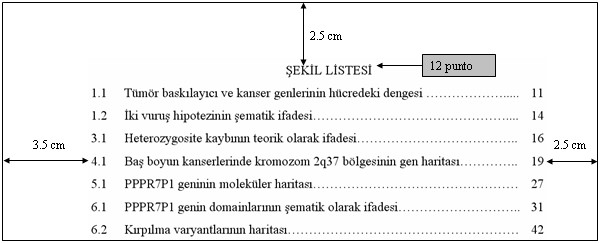 2.5 cm
ŞEKİL LİSTESİ
12 punto
1.1 Tümör baskılayıcı ve kanser genlerinin hücredeki dengesi ………………...... 11
1.2 İki vuruş hipotezinin şematik ifadesi……………………………………….... 14
3.1 Heterozygosite kaybının teorik olarak ifadesi……………………………….. 16
3.5 cm
4.1 Baş boyun kanserlerinde kromozom 2q37 bölgesinin gen haritası………….. 19
2.5 cm
5.1 PPPR7P1 geninin moleküler haritası………………………………………. 27
6.1 PPPR7P1 genin domainlarının şematik olarak ifadesi……………………….. 31
6.2 Kırpılma varyantlarının haritası……………………………………………… 42